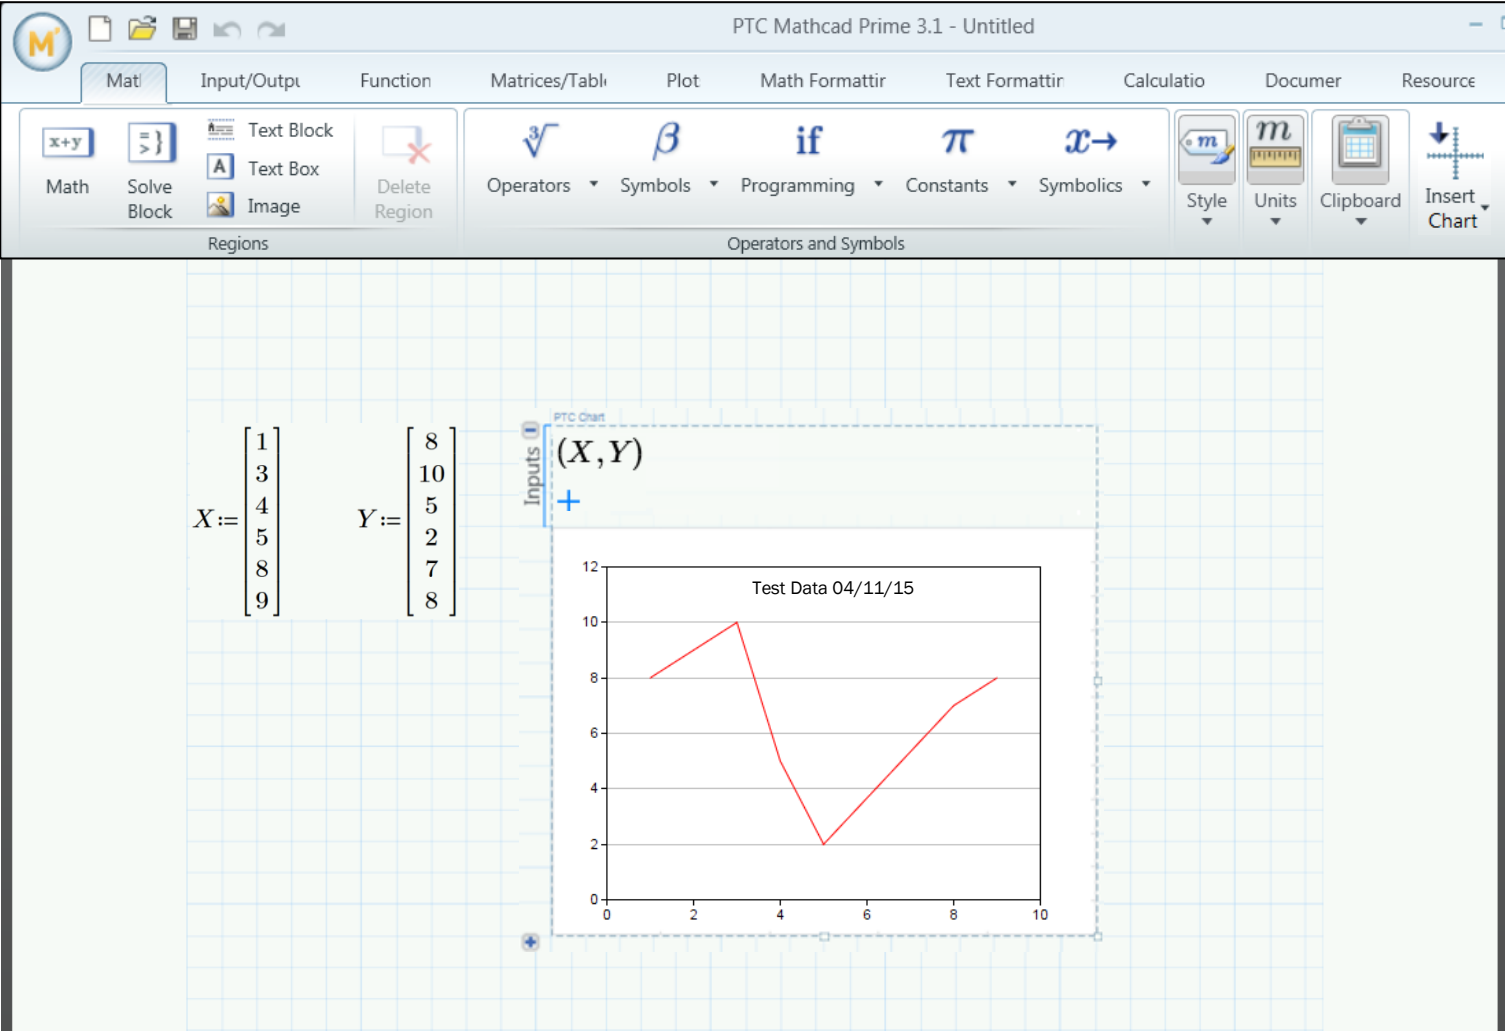 PTC Mathcad Prime 3.1 - Untitled
Mat Input/Outpu Function Matrices/Table Plot Math Formattir Text Formattir Calculatio Documer Resource
x+y Math
= } > Solve Block
Text Block
A Text Box
Image
Delete Region
Regions
∛ Operators
β Symbols
if Programming
π Constants
x→ Symbolics
Operators and Symbols
m Style
m Units
Clipboard
Insert Chart
PTC Chart
Inputs
(X,Y)
+
X:= [1 3 4 5 8 9]
Y:= [8 10 5 2 7 8]
Test Data 04/11/15
12
10
8
6
4
2
0
0 2 4 6 8 10